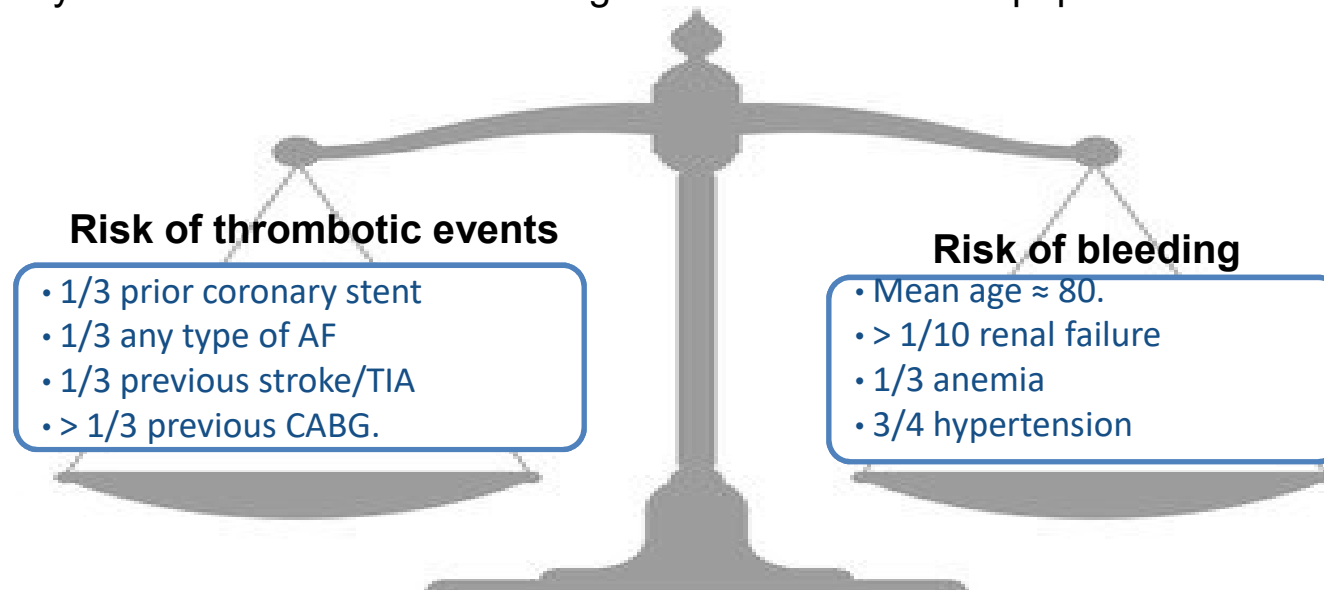 Risk of thrombotic events
• 1/3 prior coronary stent
• 1/3 any type of AF
• 1/3 previous stroke/TIA
• > 1/3 previous CABG.
Risk of bleeding
• Mean age ≈ 80.
• > 1/10 renal failure
• 1/3 anemia
• 3/4 hypertension